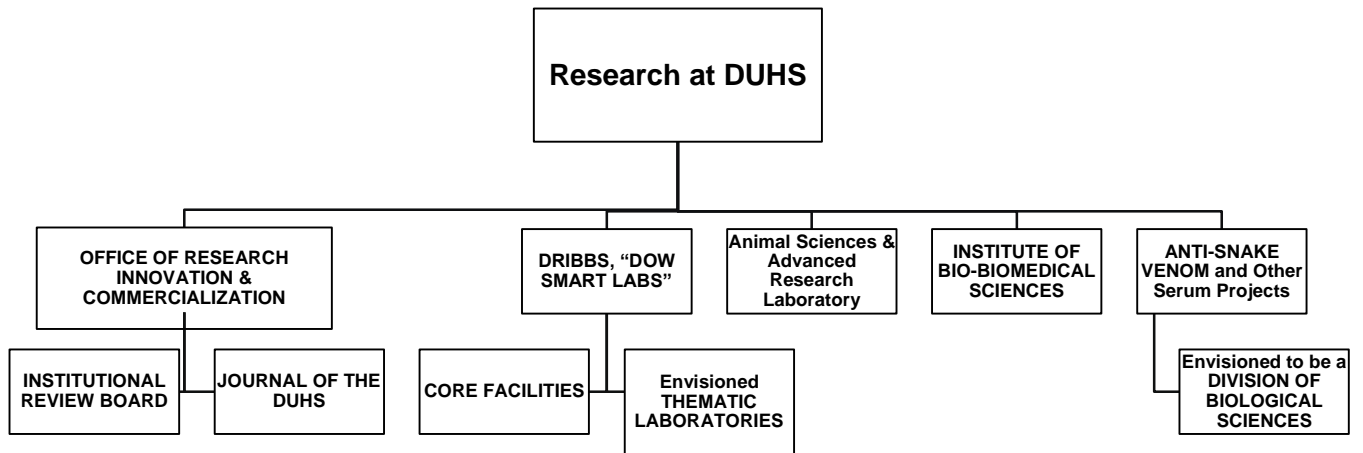 Research at DUHS
OFFICE OF RESEARCH
INNOVATION &
COMMERCIALIZATION
DRIBBS, “DOW
SMART LABS”
Animal Sciences &
Advanced
Research
Laboratory
INSTITUTE OF
BIO-BIOMEDICAL
SCIENCES
ANTI-SNAKE
VENOM and Other
Serum Projects
INSTITUTIONAL
REVIEW BOARD
JOURNAL OF THE
DUHS
CORE FACILITIES
Envisioned
THEMATIC
LABORATORIES
Envisioned to be a
DIVISION OF
BIOLOGICAL
SCIENCES